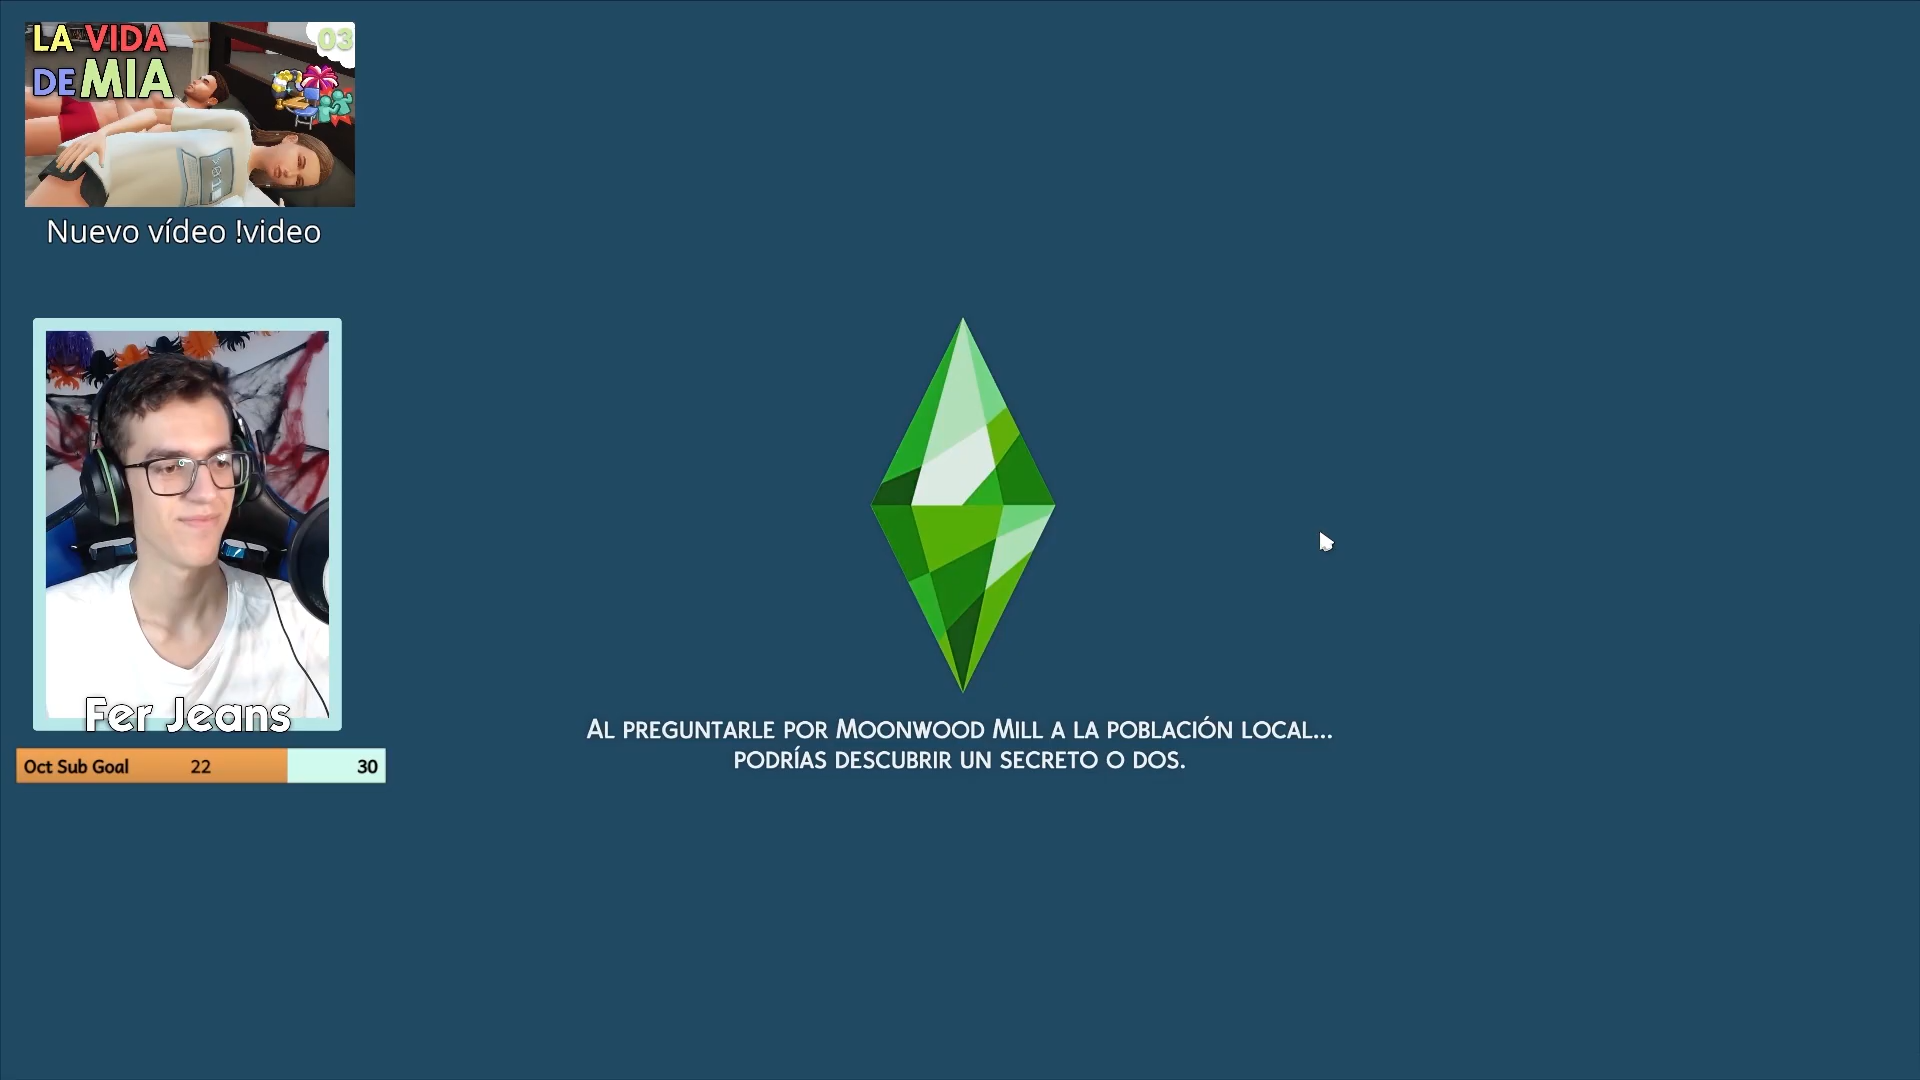 LA VIDA
DE MIA
03
Nuevo vídeo !video
Fer Jeans
Oct Sub Goal 22 30
AL PREGUNTARLE POR MOONWOOD MILL A LA POBLACIÓN LOCAL...
PODRÍAS DESCUBRIR UN SECRETO O DOS.